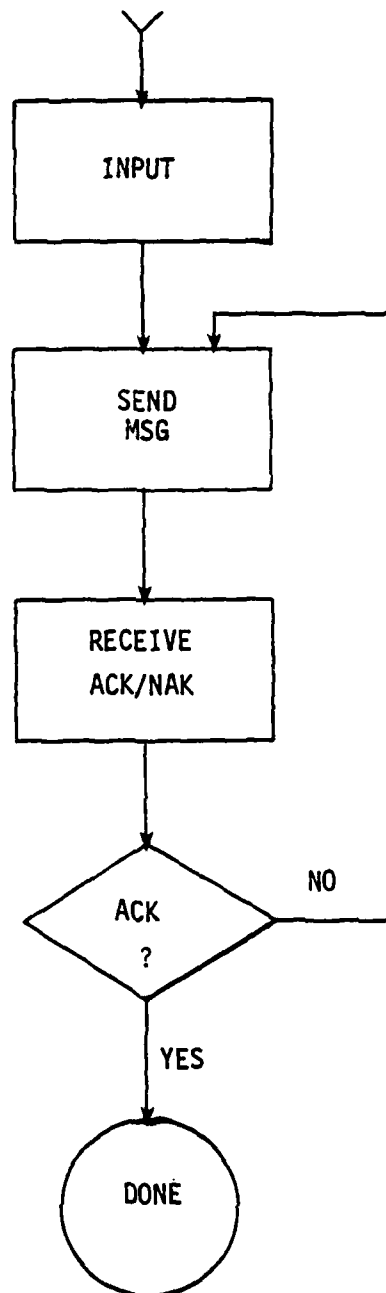 INPUT
SEND
MSG
RECEIVE
ACK/NAK
ACK
?
NO
YES
DONE